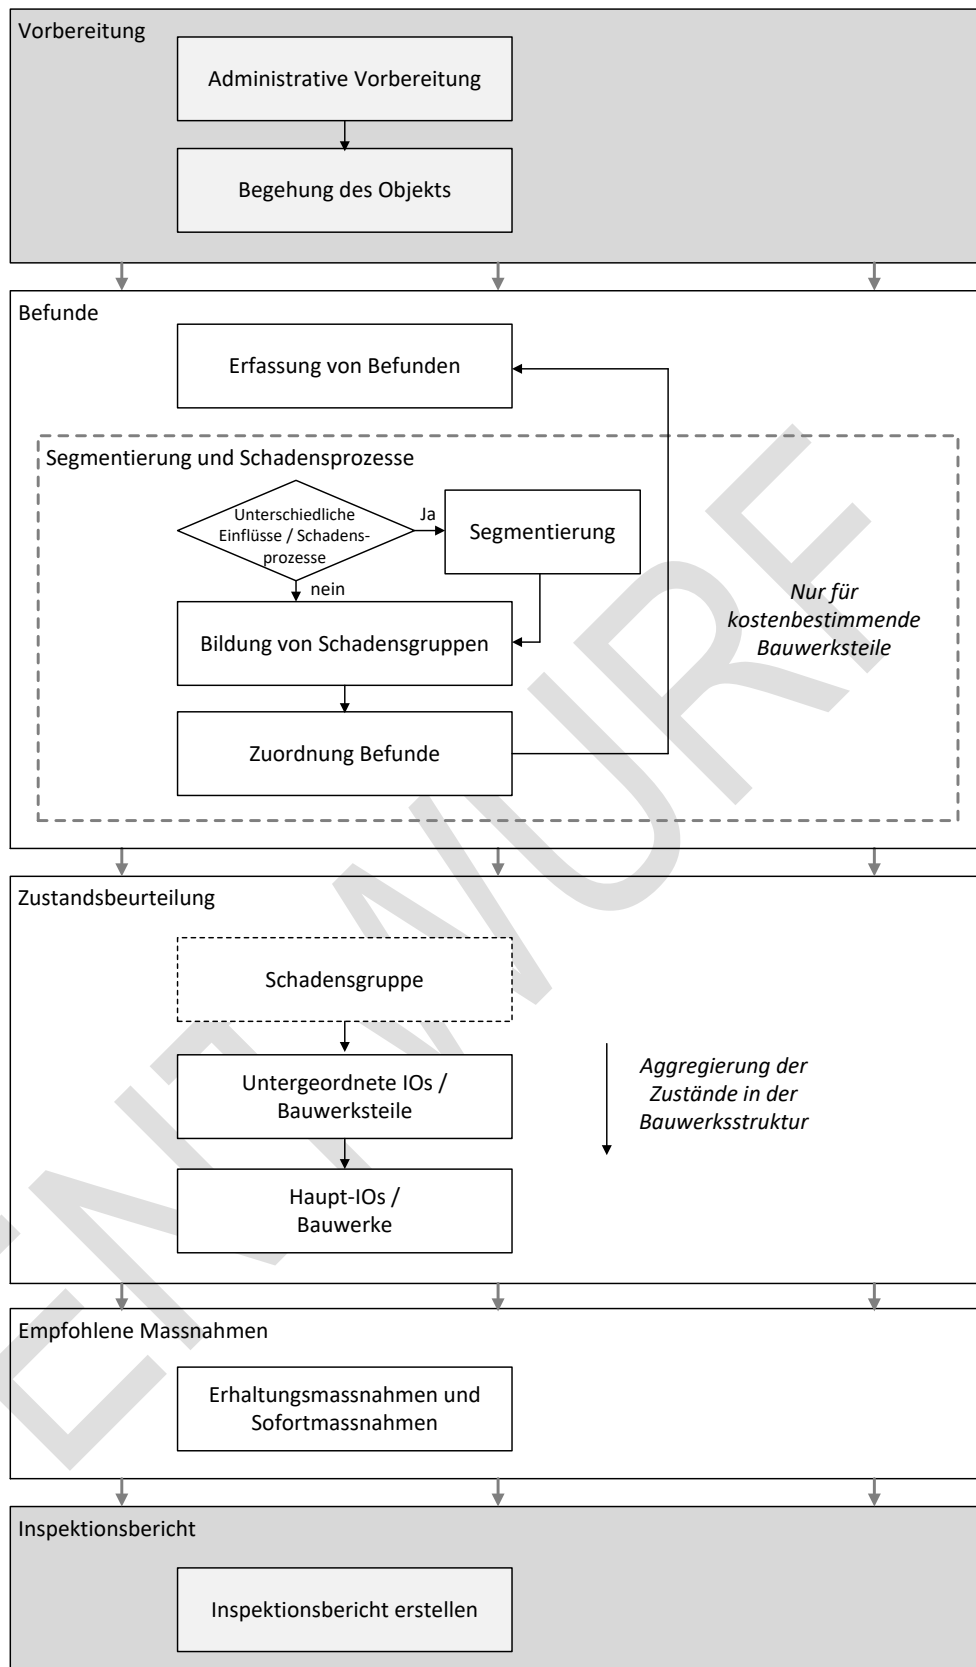 Vorbereitung
Administrative Vorbereitung
Begehung des Objekts
Befunde
Erfassung von Befunden
Segmentierung und Schadensprozesse
Unterschiedliche
Einflüsse / Schadens-
prozesse
Ja
Segmentierung
nein
Bildung von Schadensgruppen
Nur für
kostenbestimmende
Bauwerksteile
Zuordnung Befunde
Zustandsbeurteilung
Schadensgruppe
Untergeordnete IOs /
Bauwerksteile
Aggregierung der
Zustände in der
Bauwerksstruktur
Haupt-IOs /
Bauwerke
Empfohlene Massnahmen
Erhaltungsmassnahmen und
Sofortmassnahmen
Inspektionsbericht
Inspektionsbericht erstellen
ENTWURF